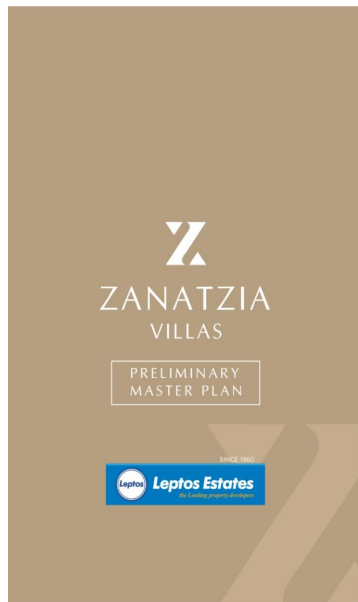 ZANATZIA
VILLAS
PRELIMINARY
MASTER PLAN
SINCE 1960
Leptos Leptos Estates
the Leading property developers